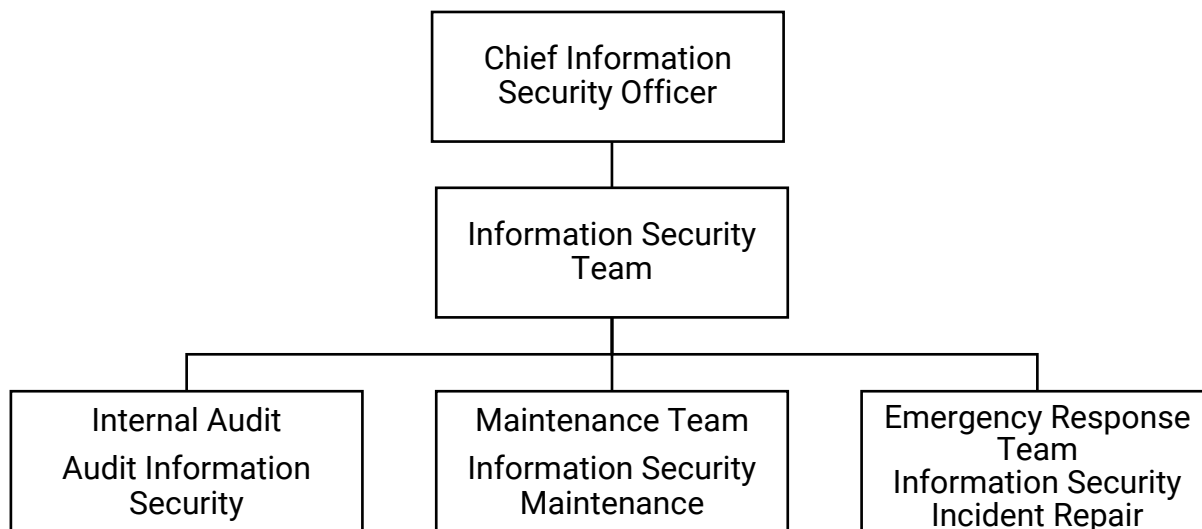 Chief Information
Security Officer
Information Security
Team
Internal Audit
Audit Information
Security
Maintenance Team
Information Security
Maintenance
Emergency Response
Team
Information Security
Incident Repair